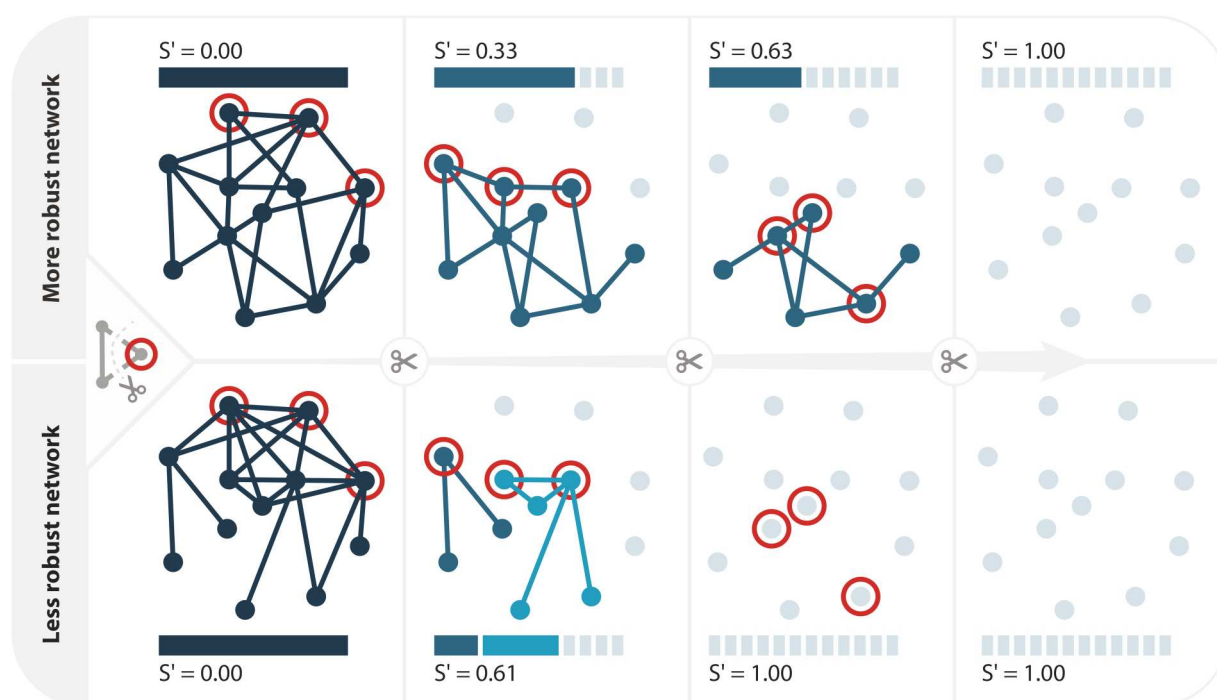 More robust network
S' = 0.00
S' = 0.33
S' = 0.63
S' = 1.00
Less robust network
S' = 0.00
S' = 0.61
S' = 1.00
S' = 1.00